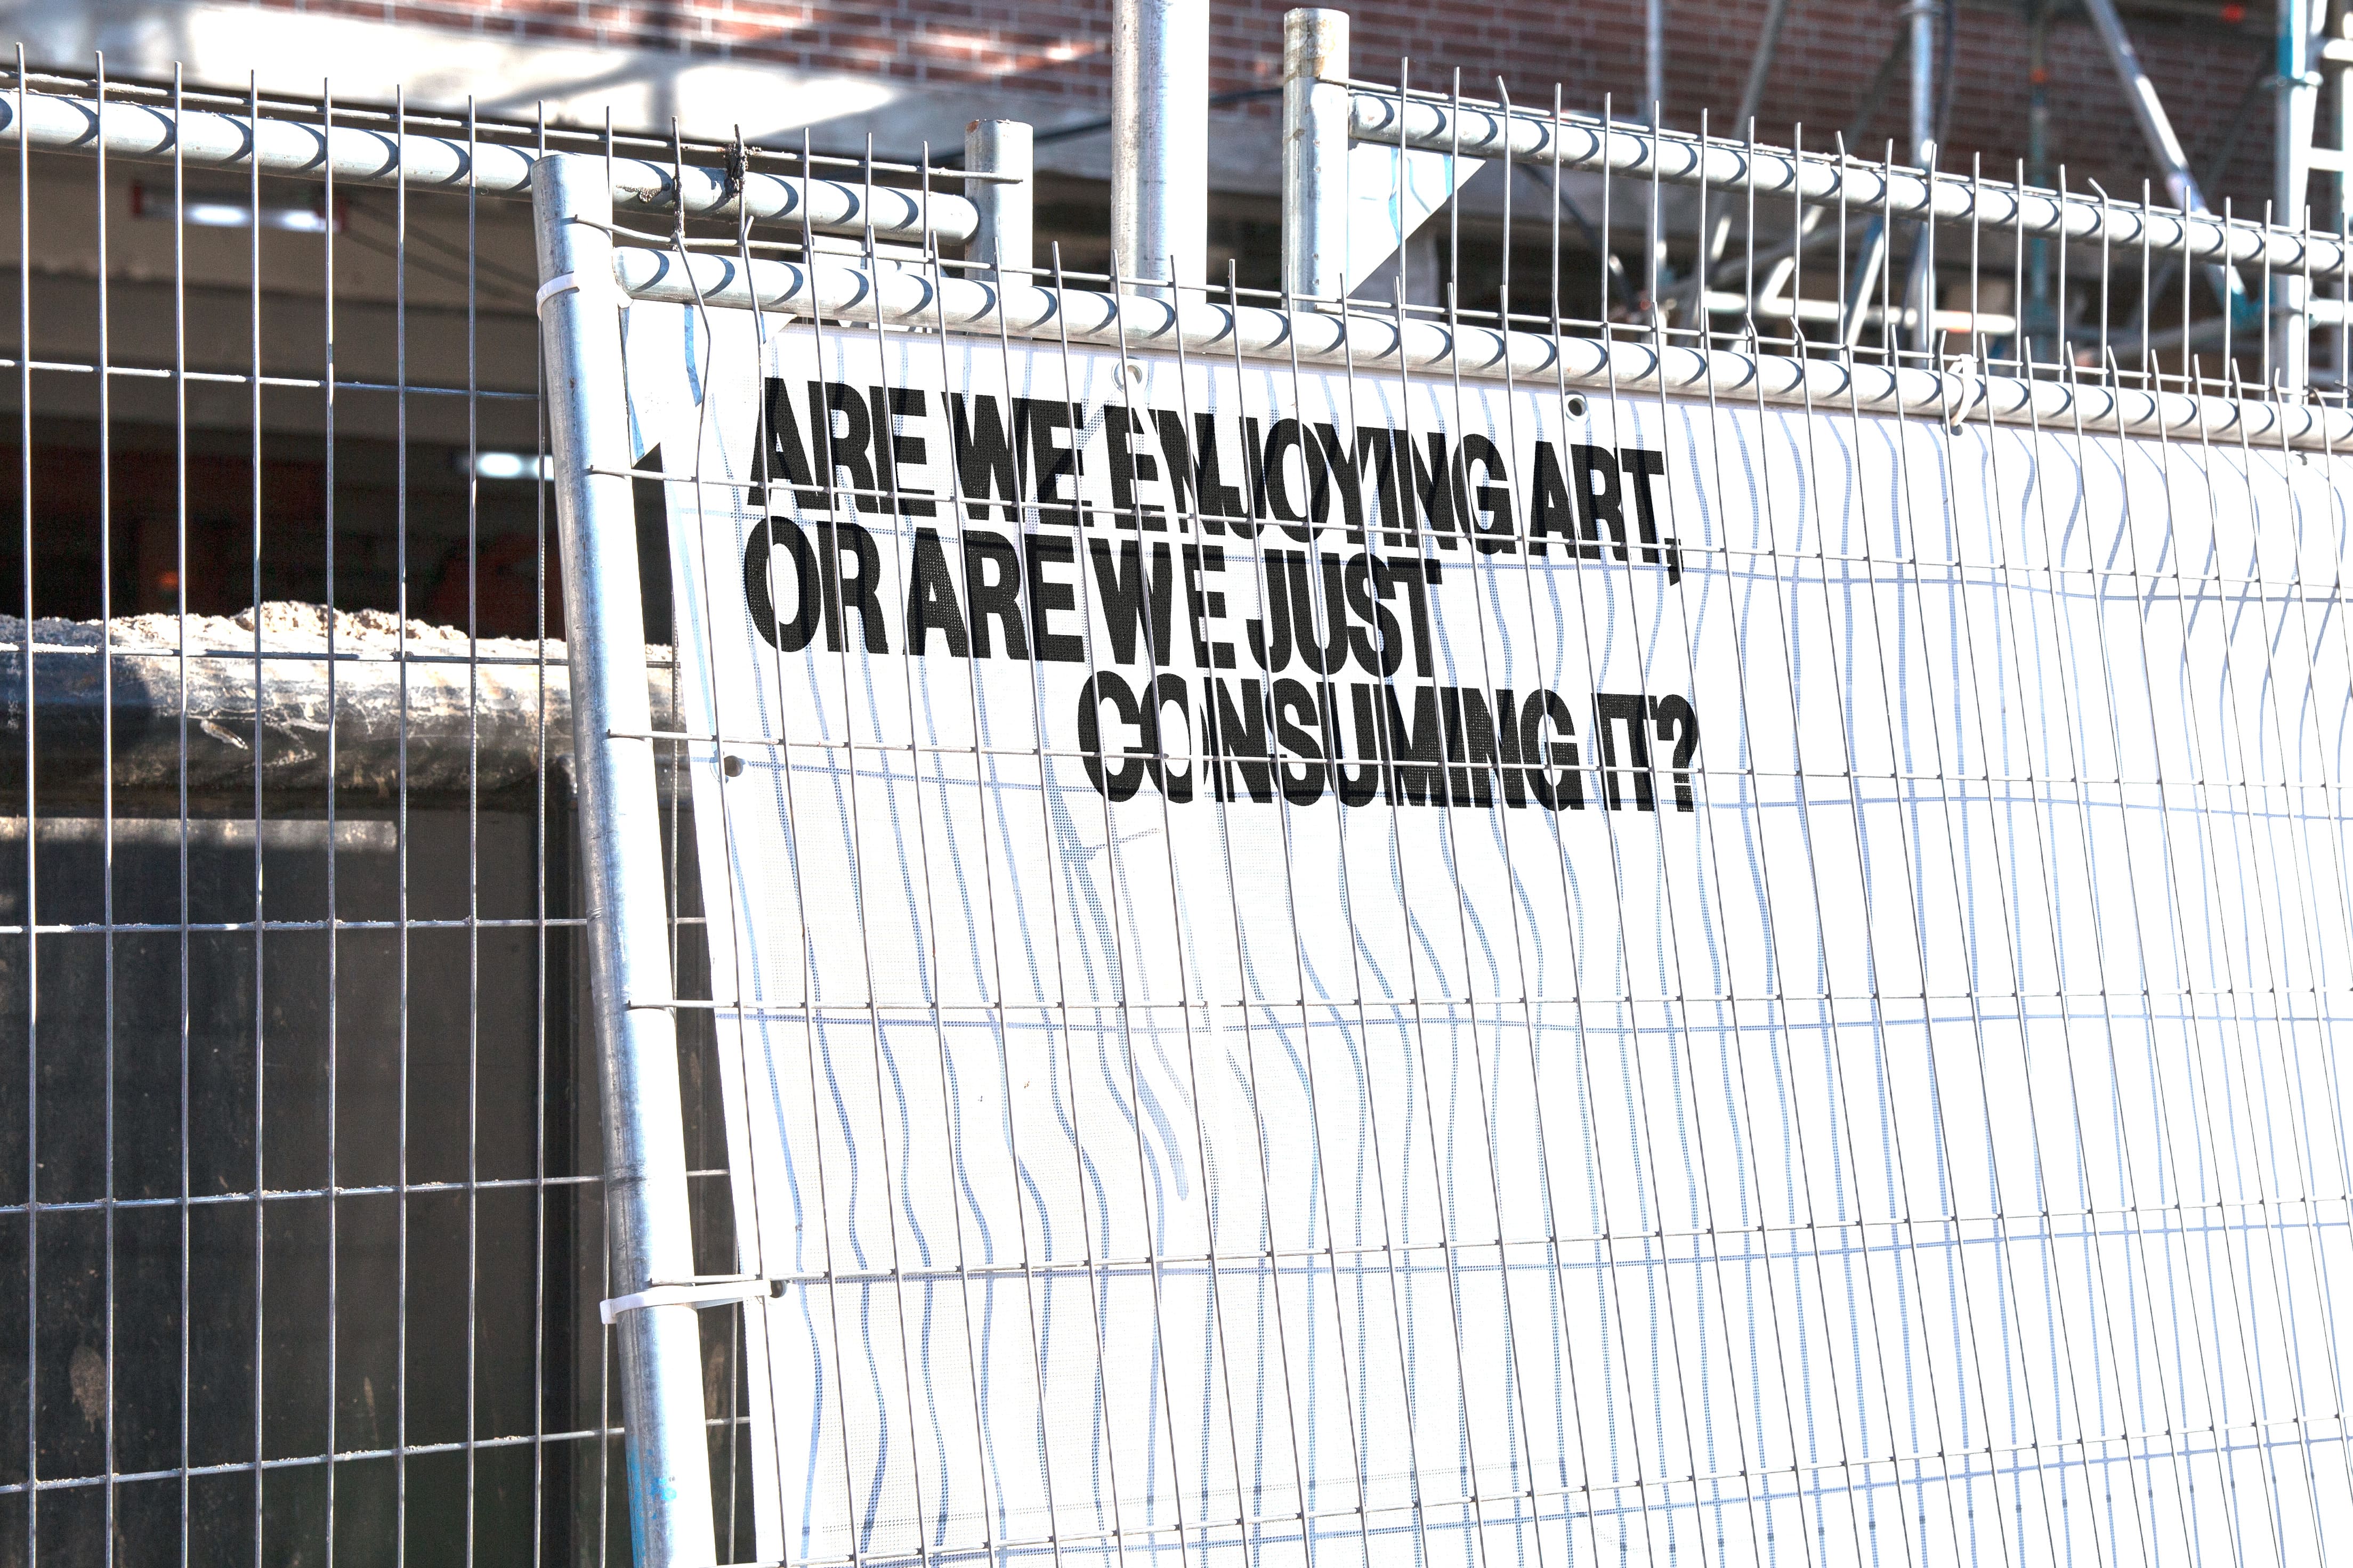 ARE WE ENJOYING ART,
OR ARE WE JUST
CONSUMING IT?